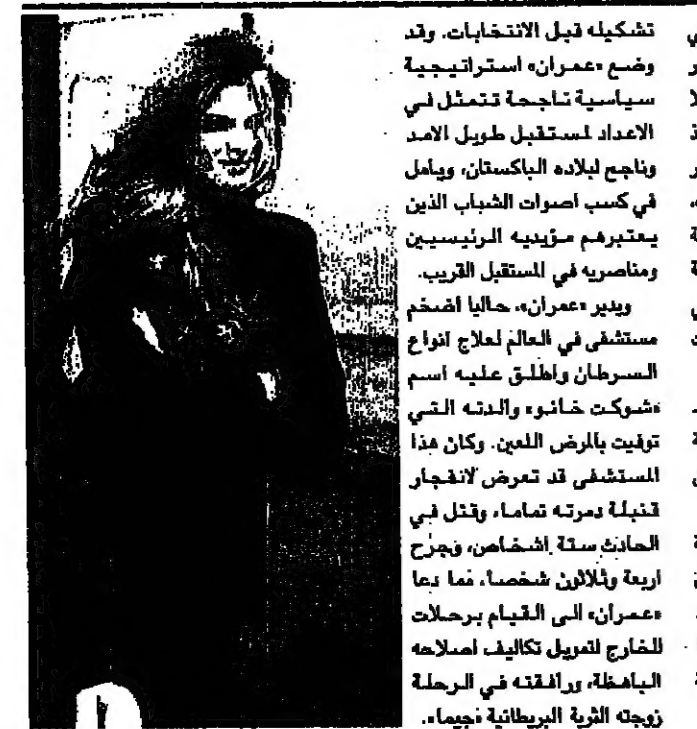 تشكيله قبل الانتخابات. وقد
وضع «عمران» استراتيجية
سياسية ناجحة تتمثل في
الاعداد لمستقبل طويل الامد
وناجح لبلاده الباكستان، ويامل
في كسب اصوات الشباب الذين
يعتبرهم مؤيديه الرئيسيين
ومناصريه في المستقبل القريب.
ويدير «عمران»، حاليا اضخم
مستشفى في العالم لعلاج انواع
السرطان واطلق عليه اسم
«شوكت خانو» والدته التي
توفيت بالمرض اللعين. وكان هذا
المستشفى قد تعرض لانفجار
قنبلة دمرته تماما، وقتل في
الحادث ستة اشخاص، وجرح
اربعة وثلاثون شخصا، مما دعا
«عمران» الى القيام برحلات
للخارج لتمويل تكاليف اصلاحه
الباهظة، ورافقته في الرحلة
زوجته الثرية البريطانية «جيما».